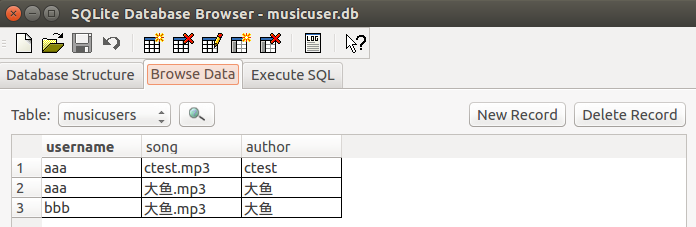 SQLite Database Browser - musicuser.db
LOG
Database Structure Browse Data Execute SQL
Table: musicusers New Record Delete Record
username song author
1 aaa ctest.mp3 ctest
2 aaa 大鱼.mp3 大鱼
3 bbb 大鱼.mp3 大鱼